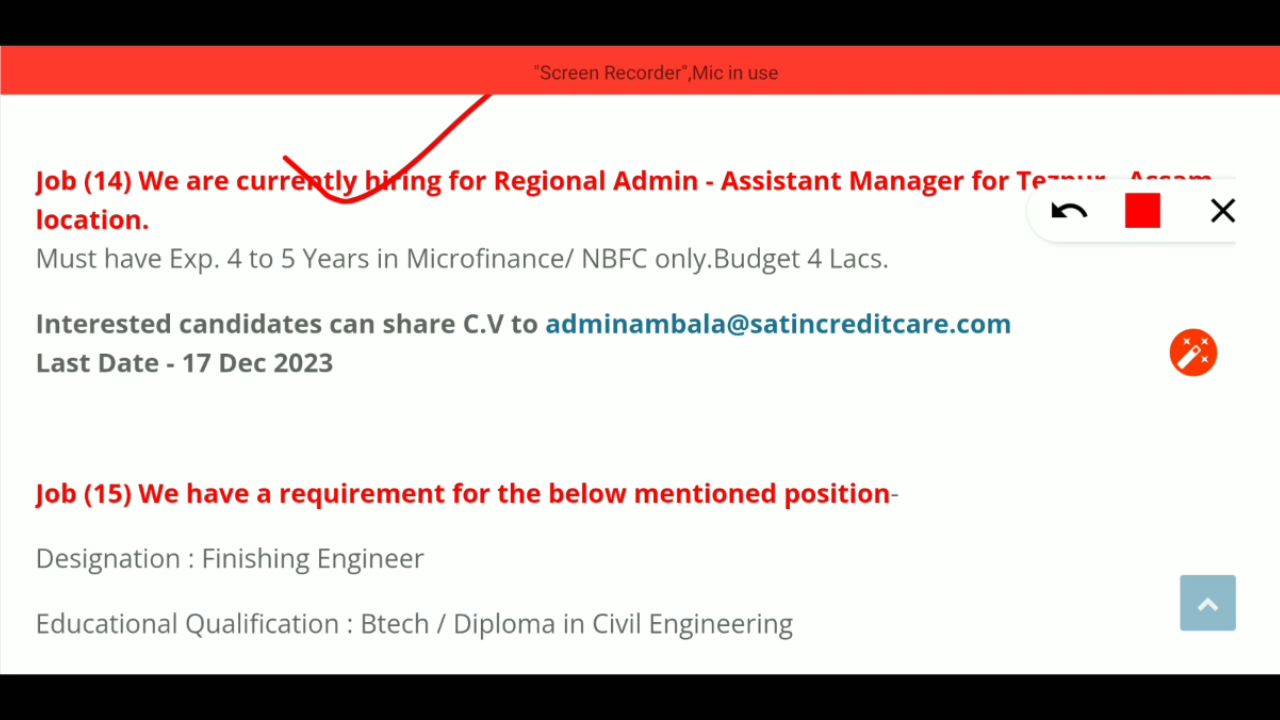 "Screen Recorder",Mic in use
Job (14) We are currently hiring for Regional Admin - Assistant Manager for Tezpur - Assam
location.
Must have Exp. 4 to 5 Years in Microfinance/ NBFC only.Budget 4 Lacs.
Interested candidates can share C.V to adminambala@satincreditcare.com
Last Date - 17 Dec 2023
Job (15) We have a requirement for the below mentioned position-
Designation : Finishing Engineer
Educational Qualification : Btech / Diploma in Civil Engineering